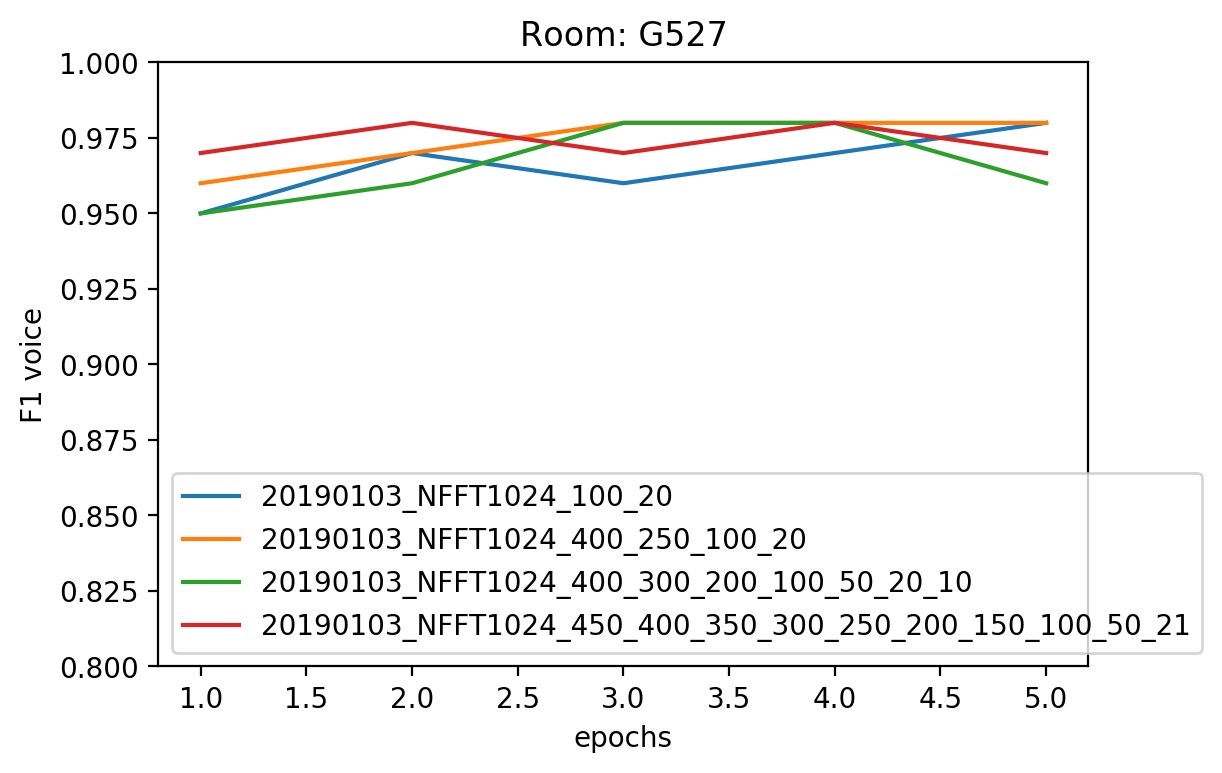 Room: G527
1.000
0.975
0.950
0.925
0.900
0.875
0.850
0.825
0.800
F1 voice
20190103_NFFT1024_100_20
20190103_NFFT1024_400_250_100_20
20190103_NFFT1024_400_300_200_100_50_20_10
20190103_NFFT1024_450_400_350_300_250_200_150_100_50_21
1.0 1.5 2.0 2.5 3.0 3.5 4.0 4.5 5.0
epochs